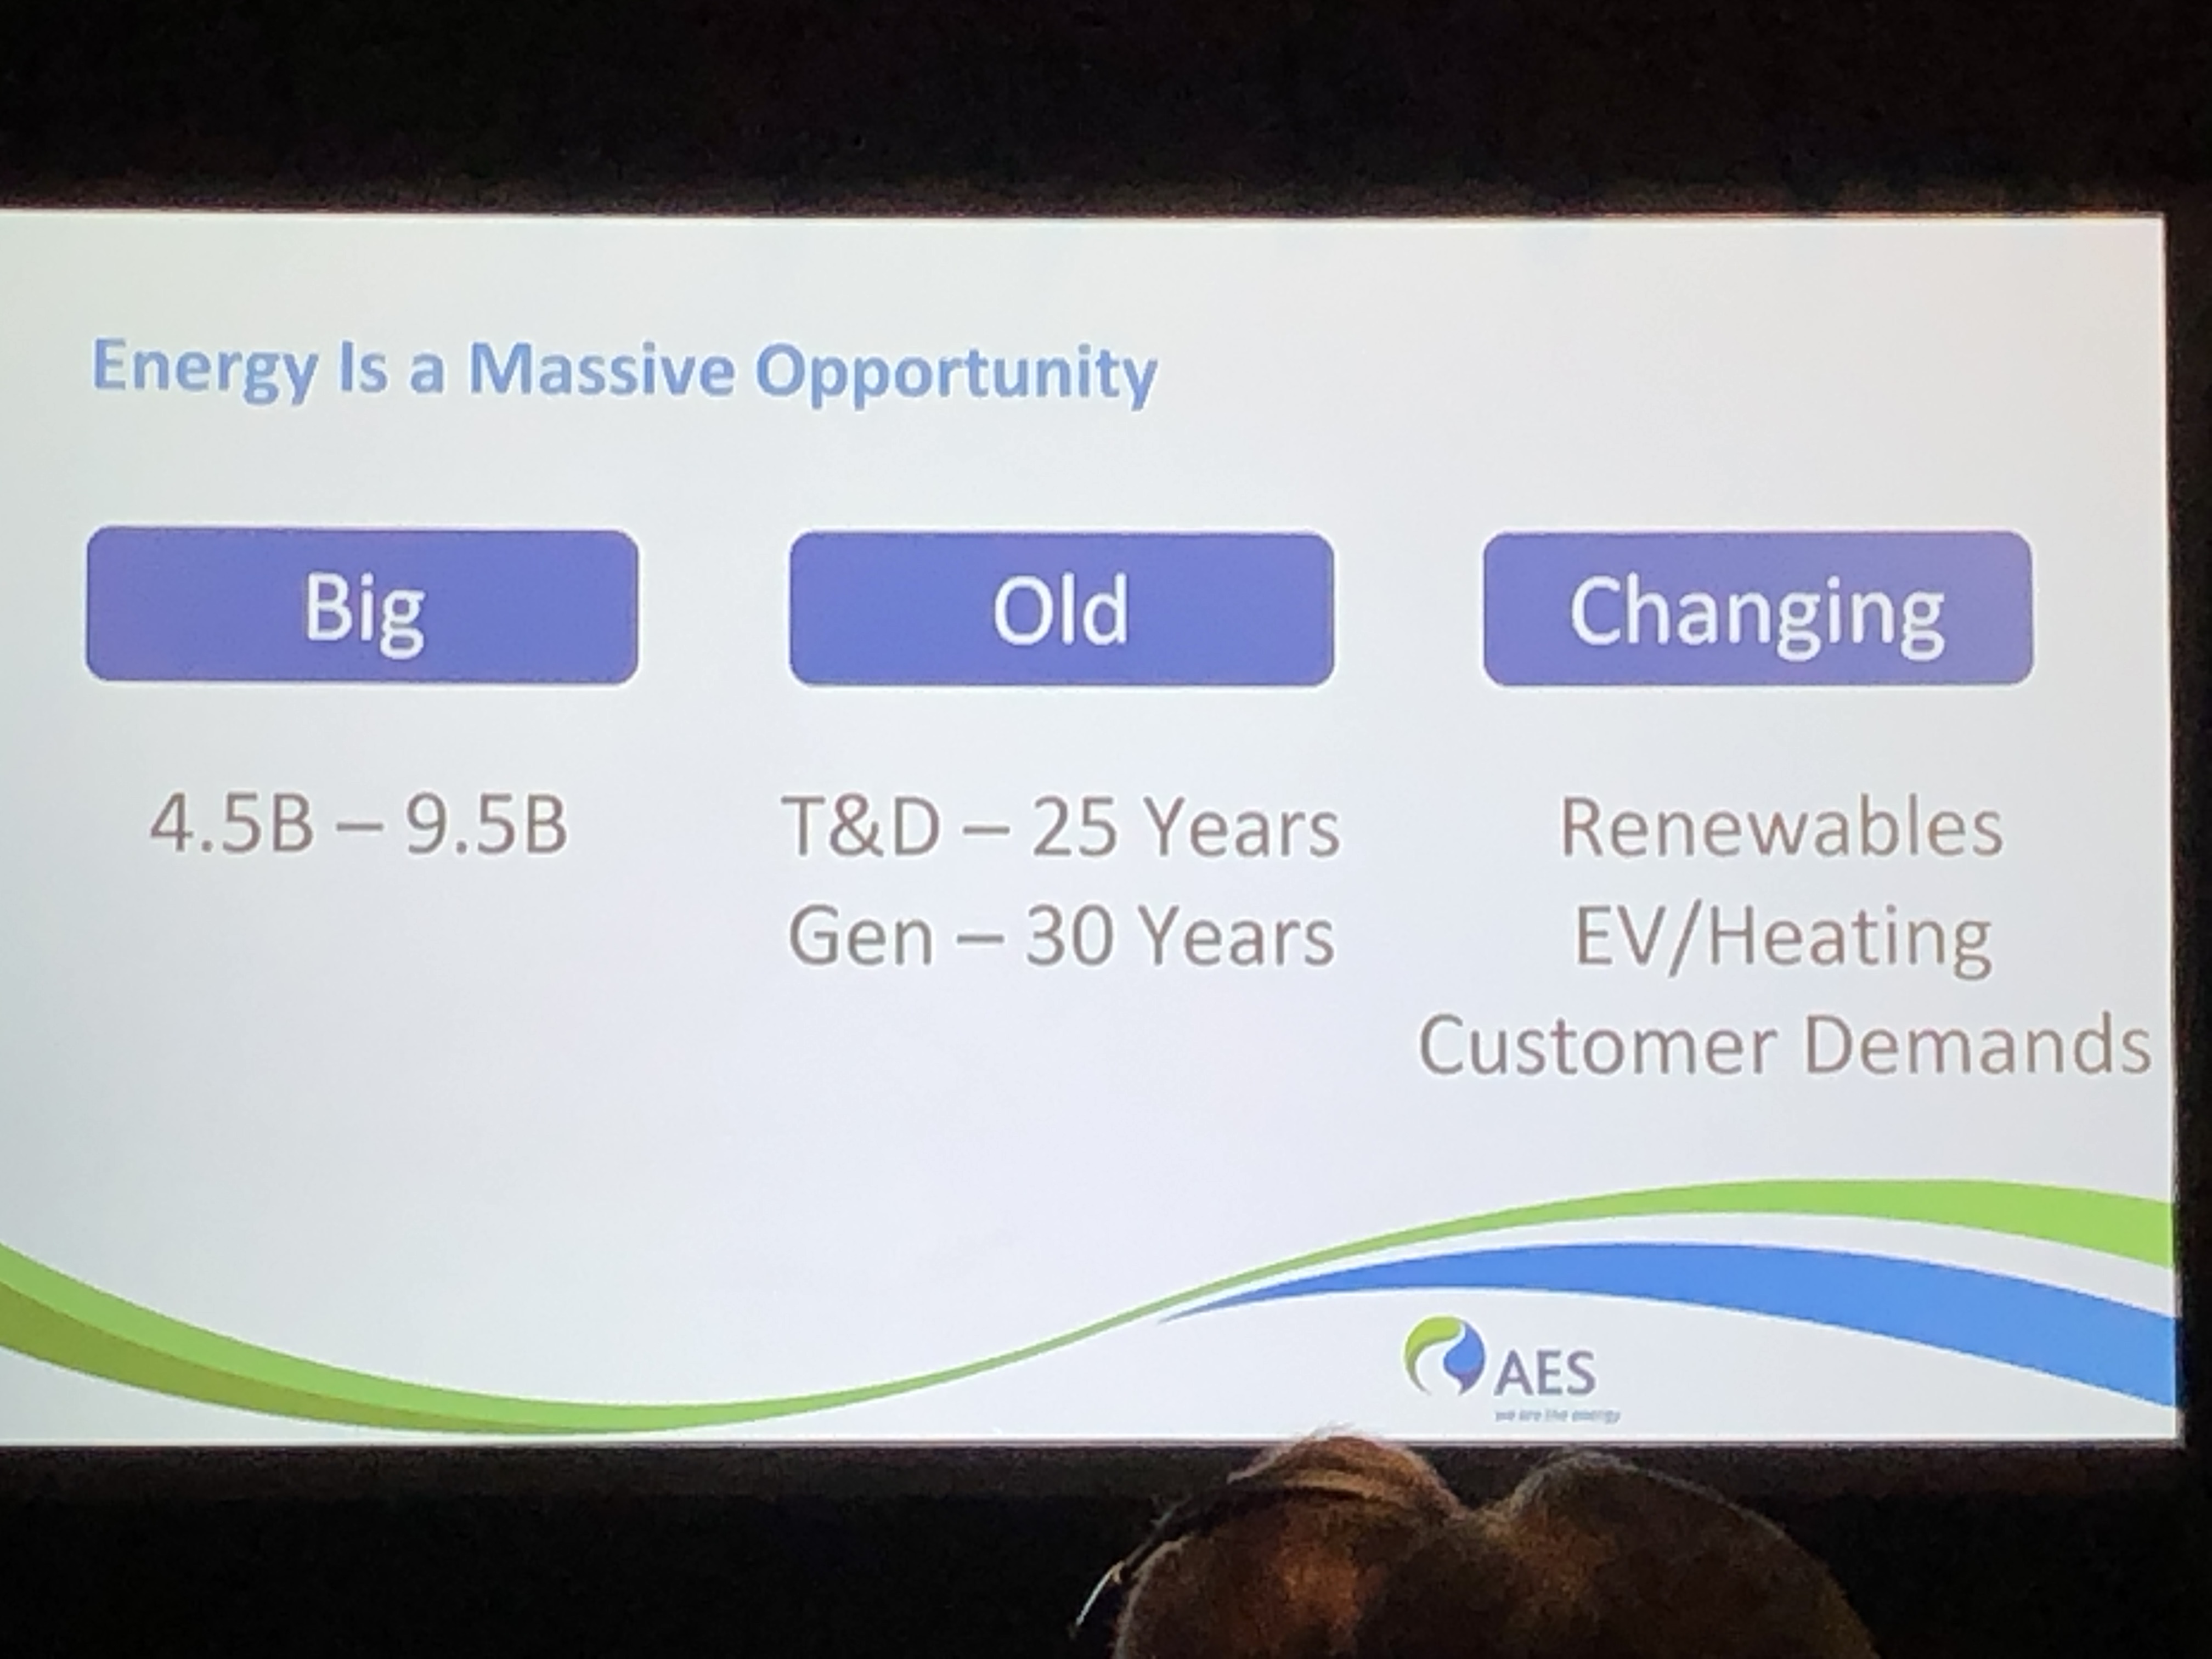 Energy Is a Massive Opportunity
Big
4.5B – 9.5B
Old
T&D – 25 Years
Gen – 30 Years
Changing
Renewables
EV/Heating
Customer Demands
AES
we are the energy